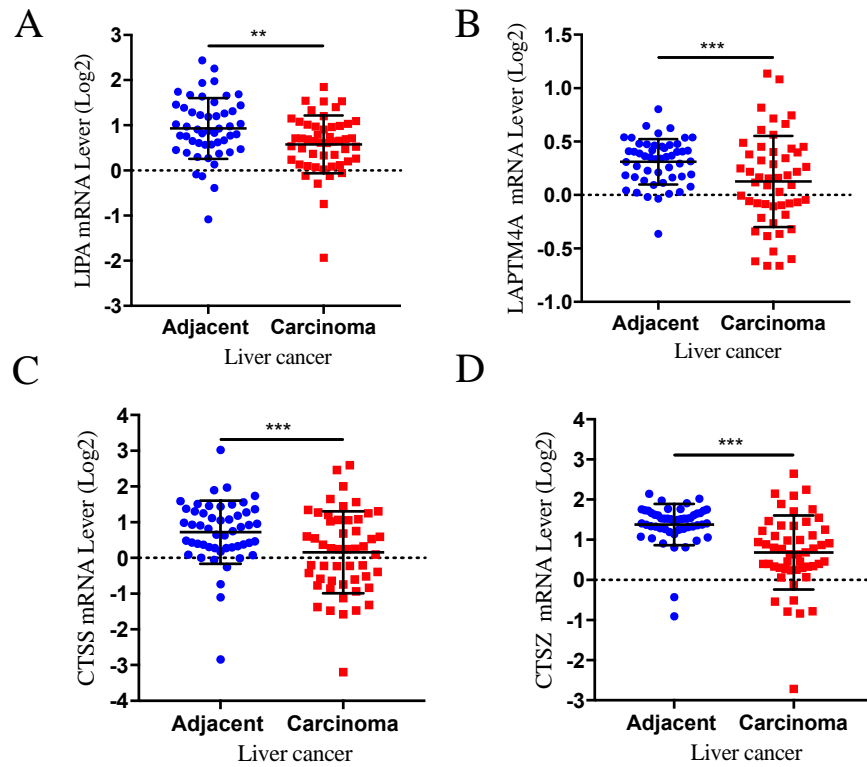 A
LIPA mRNA Lever (Log2)
3
2
1
0
-1
-2
-3
**
Adjacent Carcinoma
Liver cancer
B
LAPTM4A mRNA Lever (Log2)
1.5
1.0
0.5
0.0
-0.5
-1.0
***
Adjacent Carcinoma
Liver cancer
C
CTSS mRNA Lever (Log2)
4
3
2
1
0
-1
-2
-3
-4
***
Adjacent Carcinoma
Liver cancer
D
CTSZ mRNA Lever (Log2)
4
3
2
1
0
-1
-2
-3
***
Adjacent Carcinoma
Liver cancer